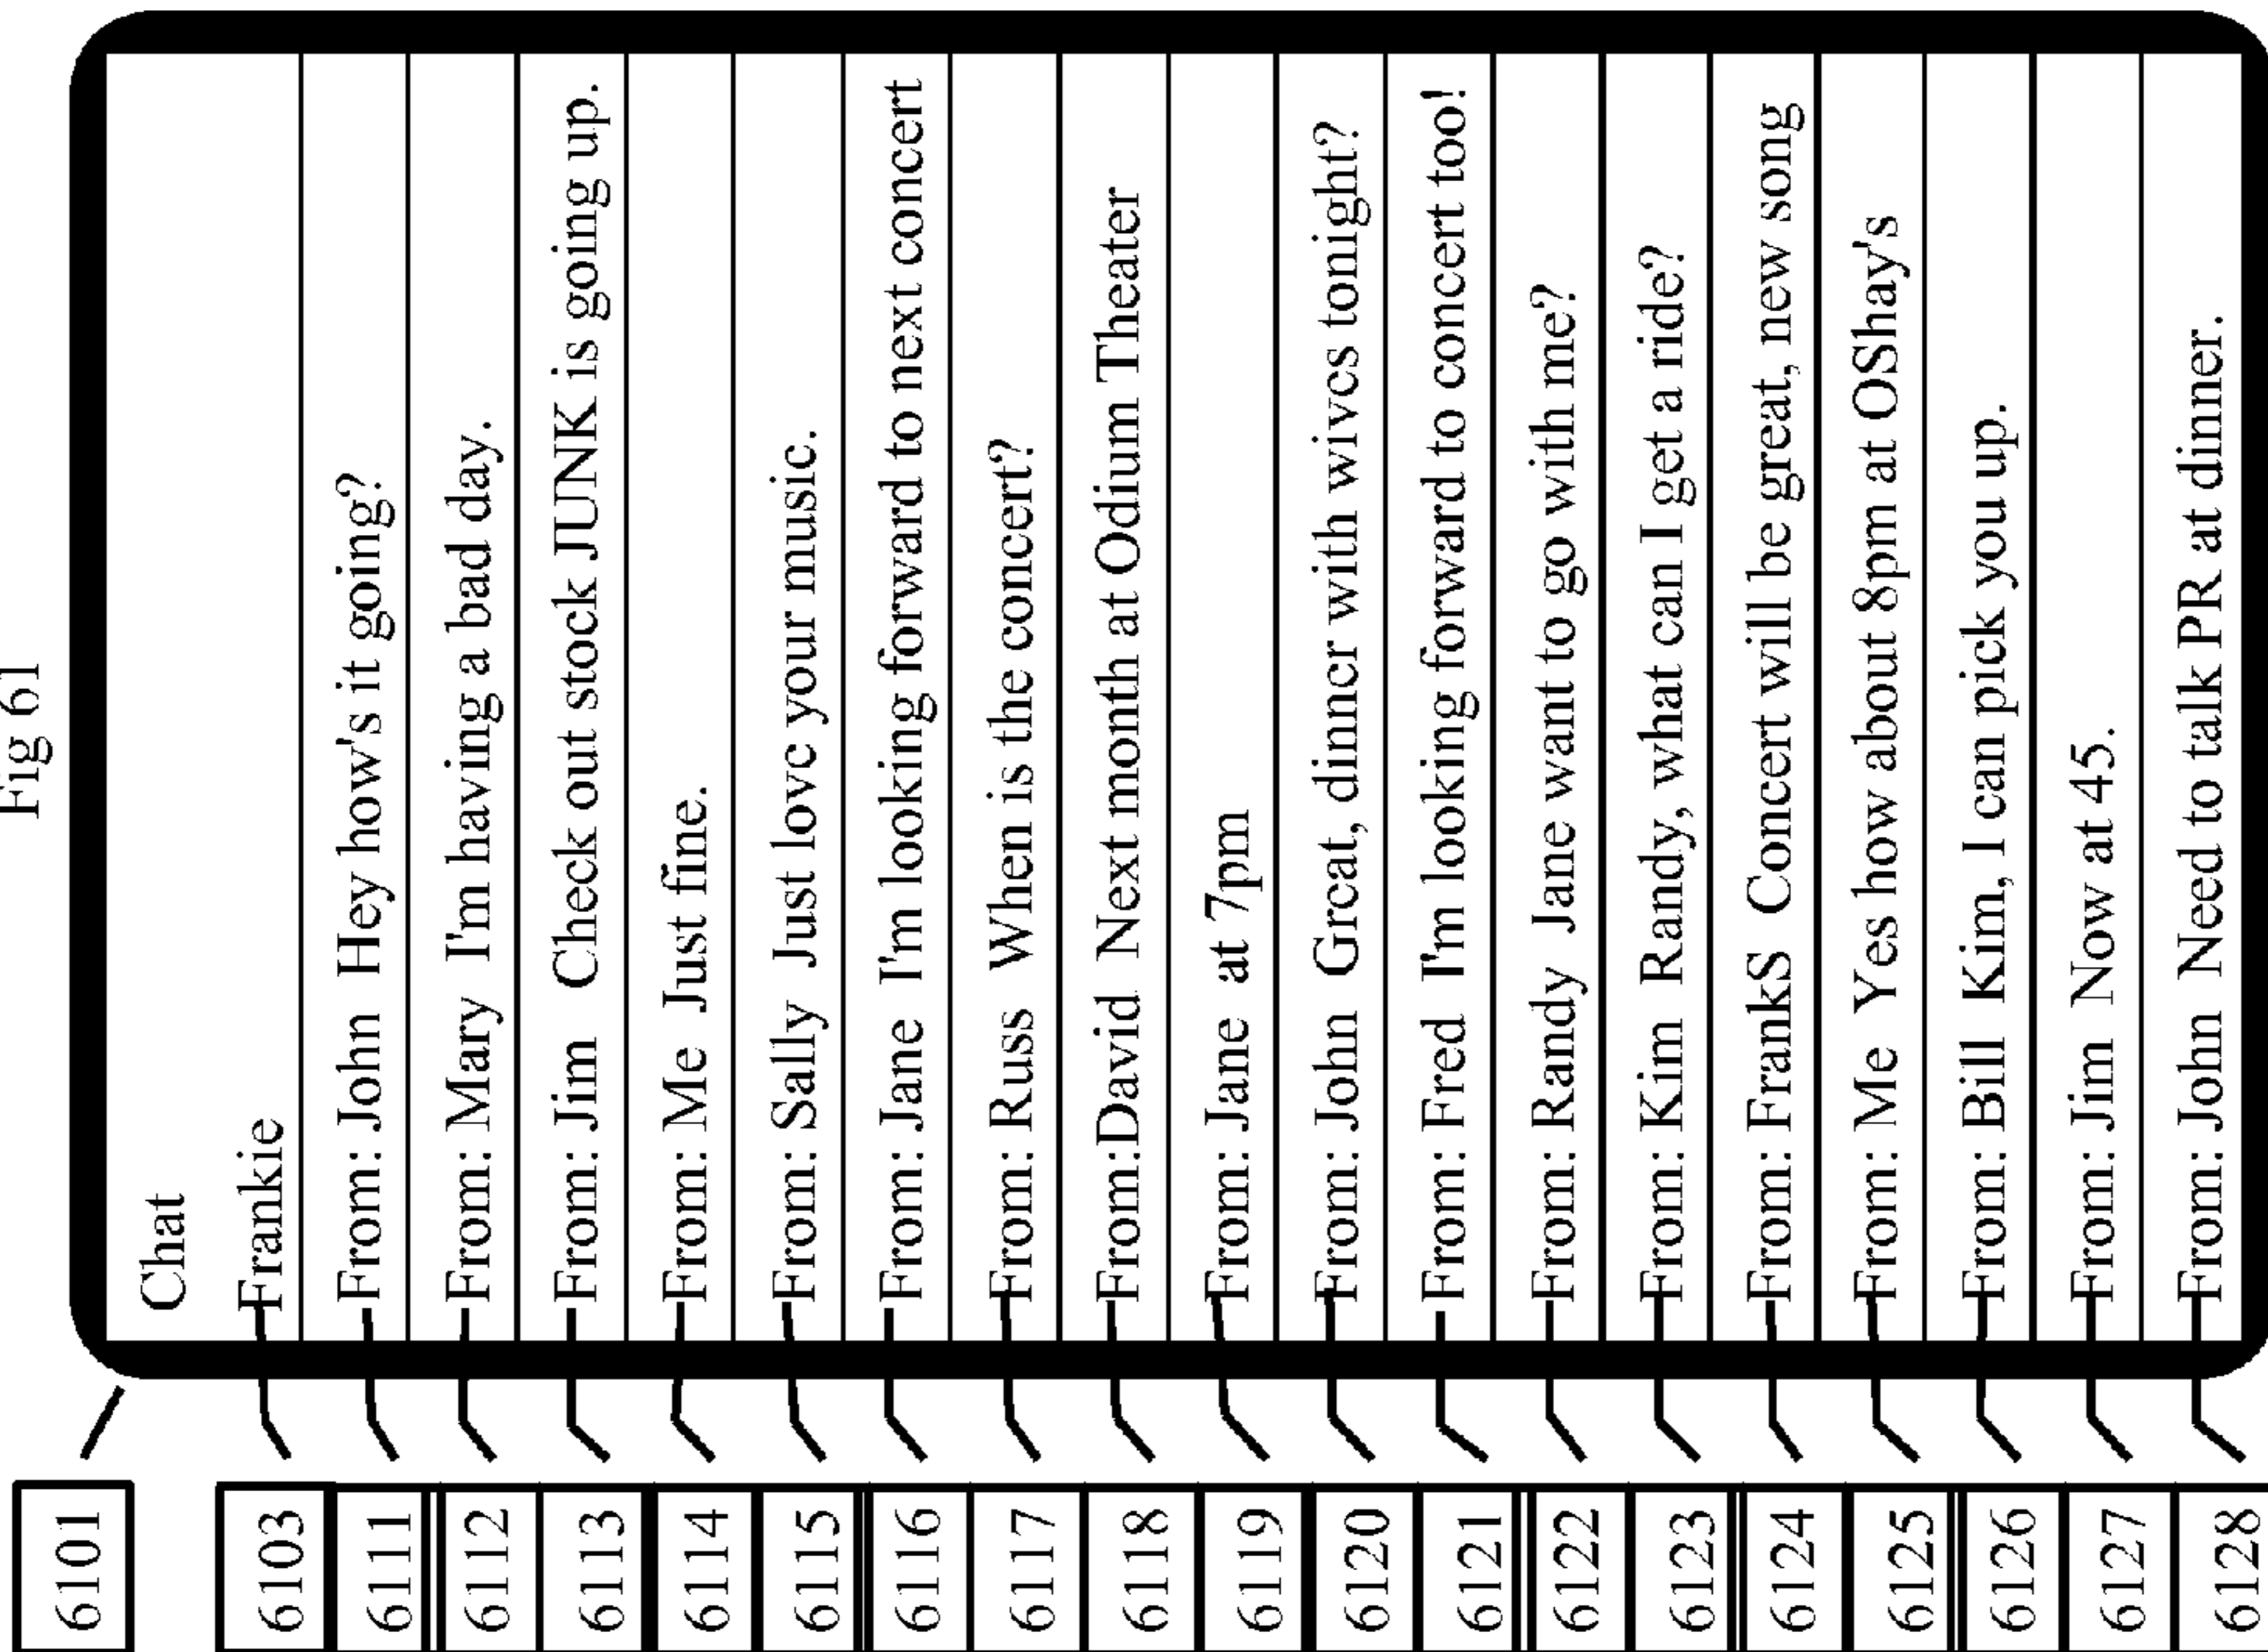 Fig 61
6101
Chat
6103 Frankie
6111 From: John Hey how's it going?
6112 From: Mary I'm having a bad day.
6113 From: Jim Check out stock JUNK is going up.
6114 From: Me Just fine.
6115 From: Sally Just love your music.
6116 From: Jane I'm looking forward to next concert
6117 From: Russ When is the concert?
6118 From:David Next month at Odium Theater
6119 From: Jane at 7pm
6120 From: John Great, dinner with wives tonight?
6121 From: Fred I'm looking forward to concert too!
6122 From: Randy Jane want to go with me?
6123 From: Kim Randy, what can I get a ride?
6124 From: FrankS Concert will be great, new song
6125 From: Me Yes how about 8pm at OShay's
6126 From: Bill Kim, I can pick you up.
6127 From: Jim Now at 45.
6128 From: John Need to talk PR at dinner.